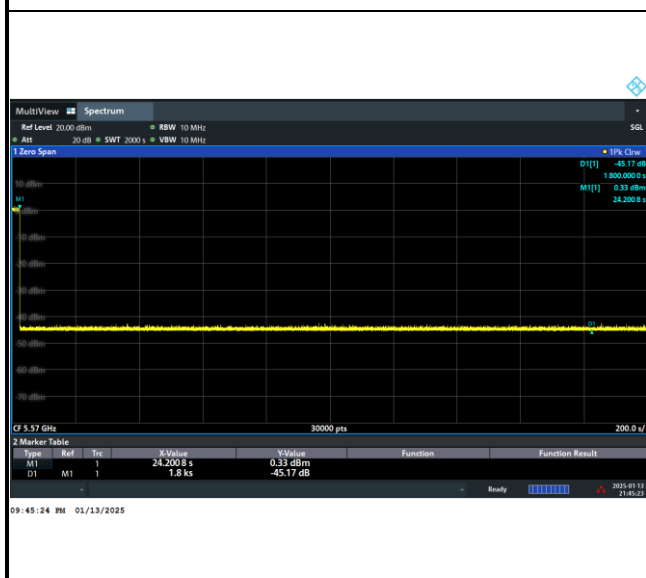 MultiView Spectrum
Ref Level 20.00 dBm RBW 10 MHz SGL
Att 20 dB SWT 2000 s VBW 10 MHz
1 Zero Span 1Pk Clrw
D1[1] -45.17 dB
1 800.000 0 s
M1[1] 0.33 dBm
24.200 8 s
10 dBm
M1
0 dBm
-10 dBm
-20 dBm
-30 dBm
-40 dBm
D1
-50 dBm
-60 dBm
-70 dBm
CF 5.57 GHz 30000 pts 200.0 s/
2 Marker Table
Type Ref Trc X-Value Y-Value Function Function Result
M1 1 24.200 8 s 0.33 dBm
D1 M1 1 1.8 ks -45.17 dB
Ready 2025-01-13
21:45:23
09:45:24 PM 01/13/2025